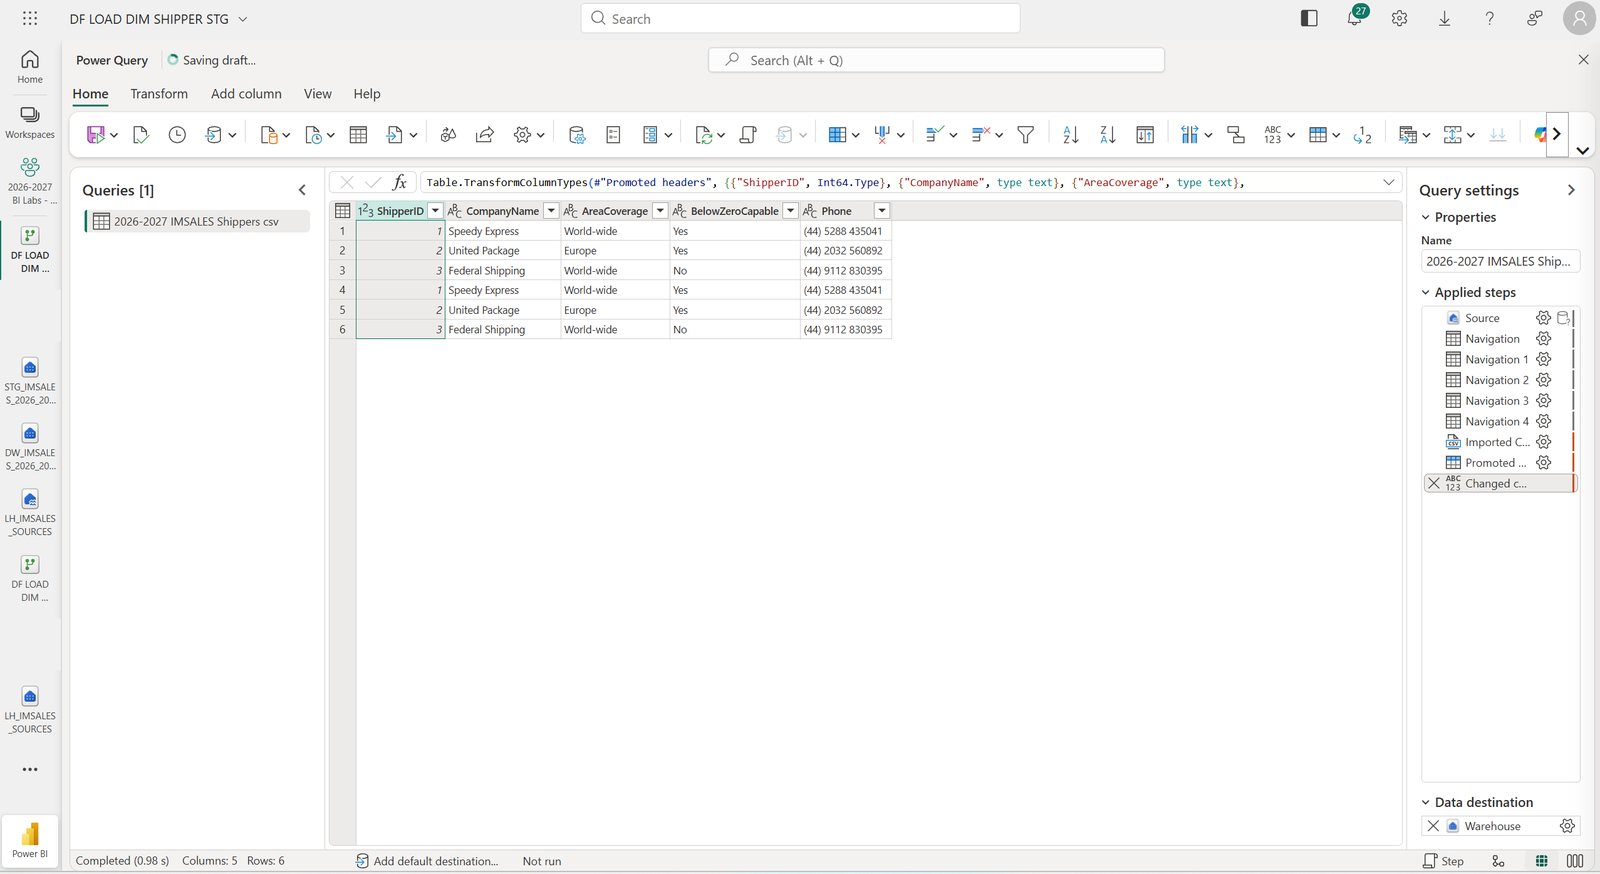 DF LOAD DIM SHIPPER STG
Search
27
Power Query
Saving draft...
Search (Alt + Q)
Home
Transform
Add column
View
Help
Home
Workspaces
2026-2027
BI Labs - ...
DF LOAD
DIM ...
STG_IMSALE
S_2026_20...
DW_IMSALE
S_2026_20...
LH_IMSALES
_SOURCES
DF LOAD
DIM ...
LH_IMSALES
_SOURCES
Power BI
Queries [1]
2026-2027 IMSALES Shippers csv
fx
Table.TransformColumnTypes(#"Promoted headers", {{"ShipperID", Int64.Type}, {"CompanyName", type text}, {"AreaCoverage", type text},
123 ShipperID ABC CompanyName ABC AreaCoverage ABC BelowZeroCapable ABC Phone
1 1 Speedy Express World-wide Yes (44) 5288 435041
2 2 United Package Europe Yes (44) 2032 560892
3 3 Federal Shipping World-wide No (44) 9112 830395
4 1 Speedy Express World-wide Yes (44) 5288 435041
5 2 United Package Europe Yes (44) 2032 560892
6 3 Federal Shipping World-wide No (44) 9112 830395
Query settings
Properties
Name
2026-2027 IMSALES Ship...
Applied steps
Source
Navigation
Navigation 1
Navigation 2
Navigation 3
Navigation 4
Imported C...
Promoted ...
ABC 123 Changed c...
Data destination
Warehouse
Completed (0.98 s) Columns: 5 Rows: 6
Add default destination...
Not run
Step